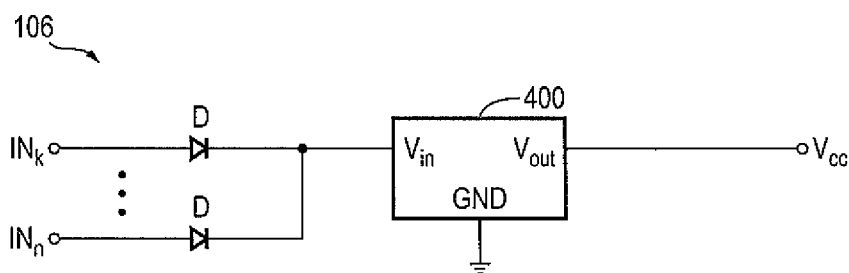 106
400
D
IN_k
V_in
V_out
V_cc
D
GND
IN_n